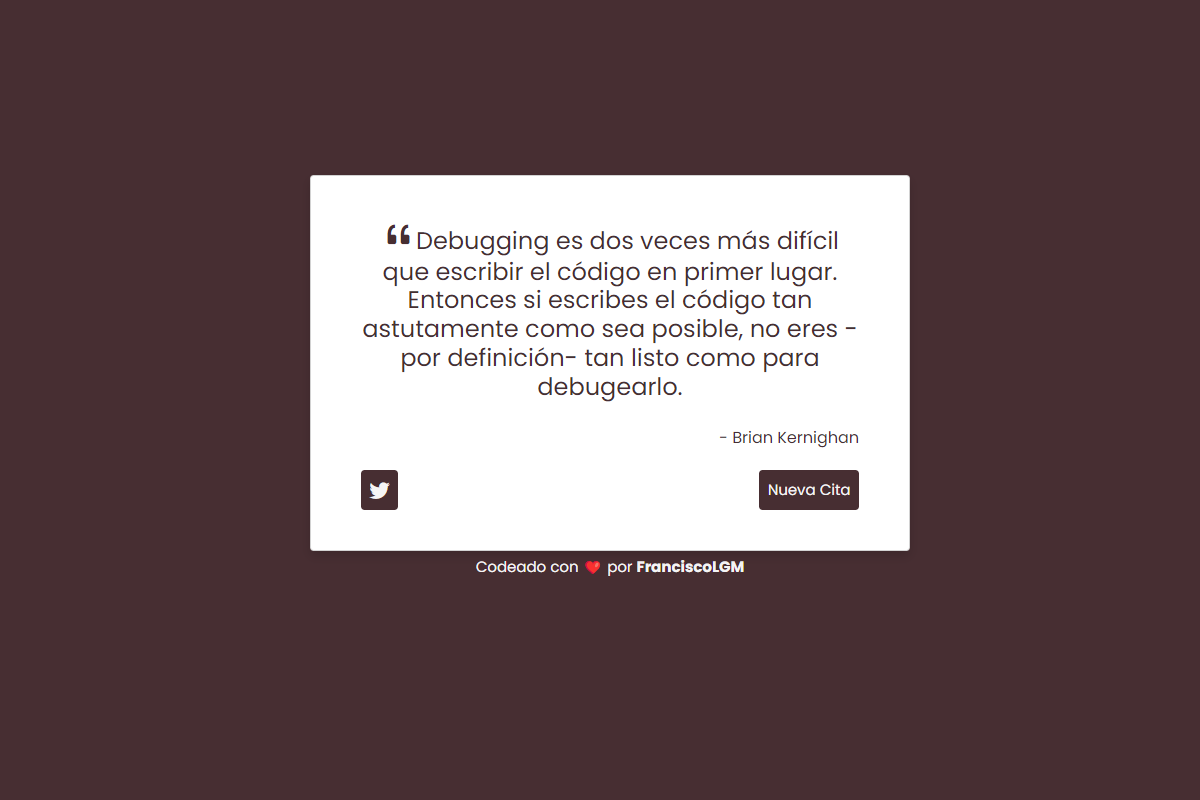 “ Debugging es dos veces más difícil
que escribir el código en primer lugar.
Entonces si escribes el código tan
astutamente como sea posible, no eres -
por definición- tan listo como para
debugearlo.
- Brian Kernighan
Nueva Cita
Codeado con ❤️ por FranciscoLGM